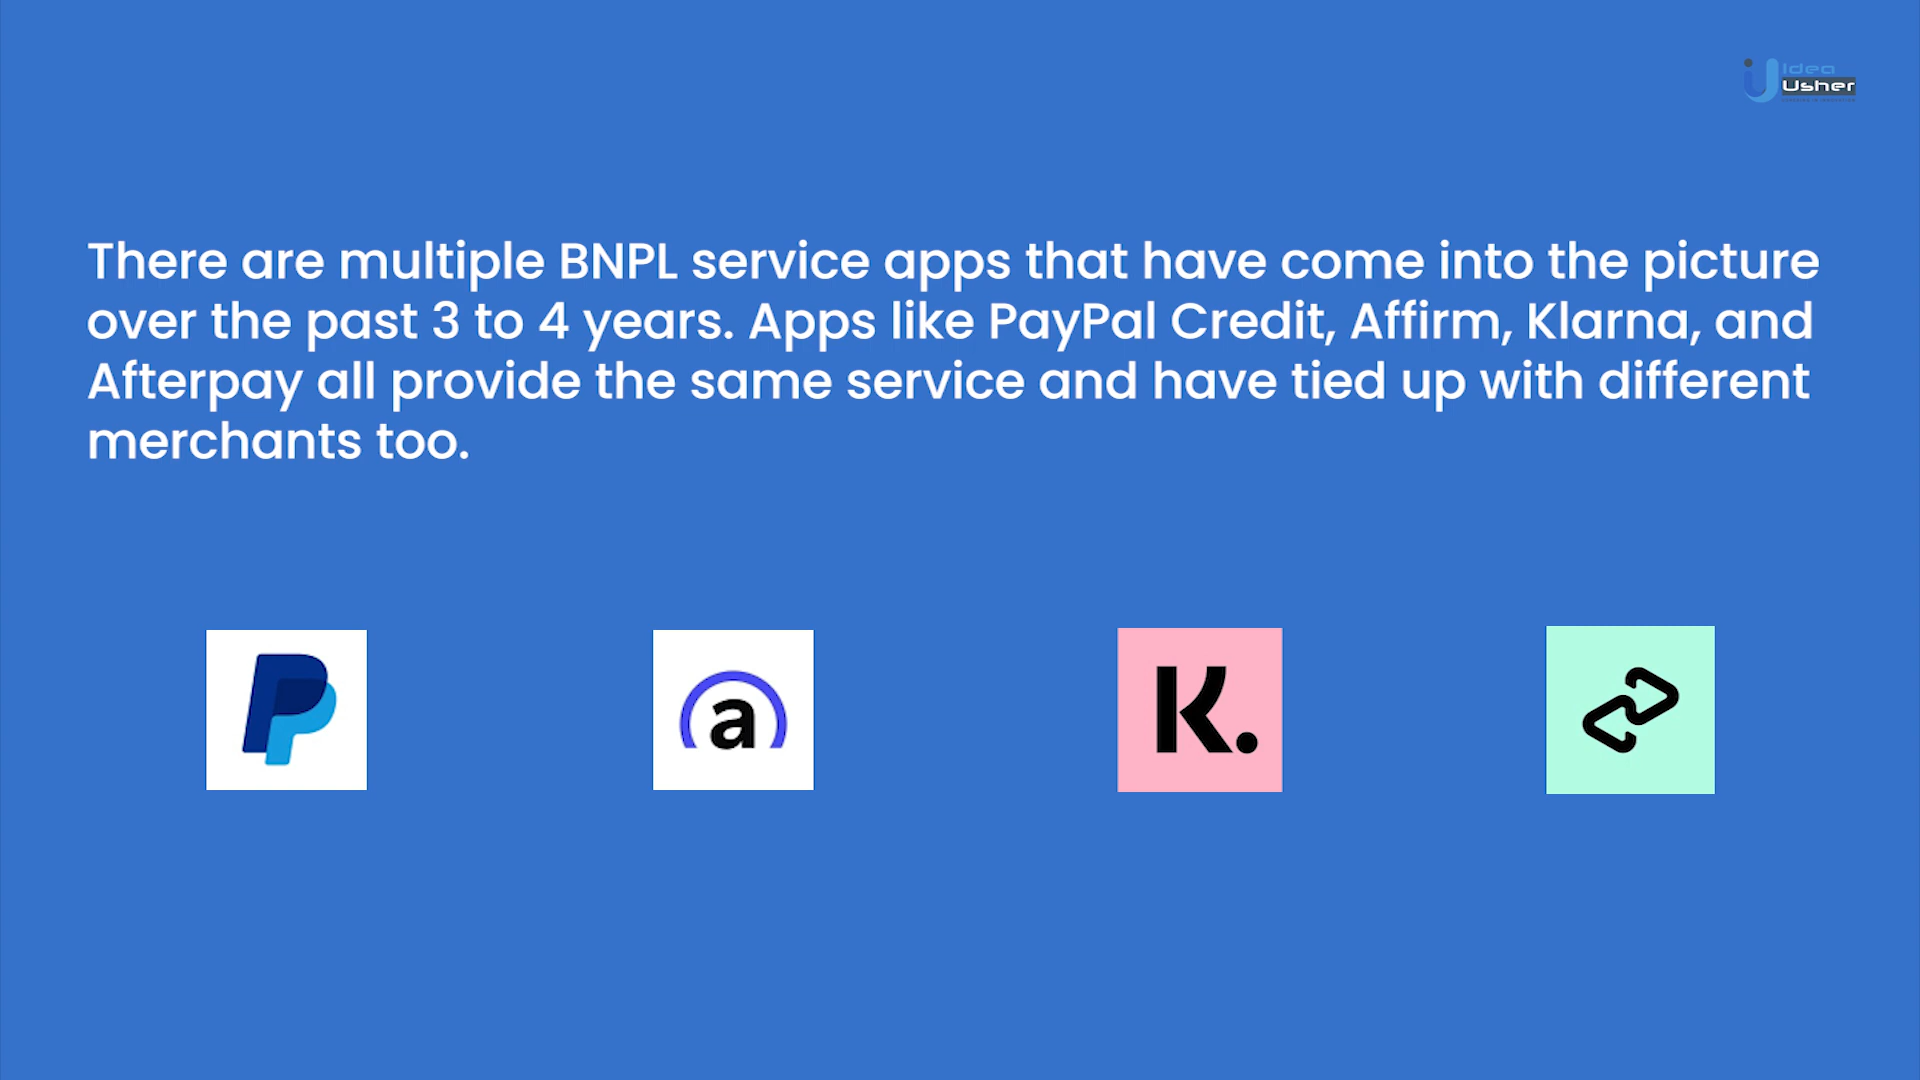 Idea
Usher
There are multiple BNPL service apps that have come into the picture
over the past 3 to 4 years. Apps like PayPal Credit, Affirm, Klarna, and
Afterpay all provide the same service and have tied up with different
merchants too.
a
K.